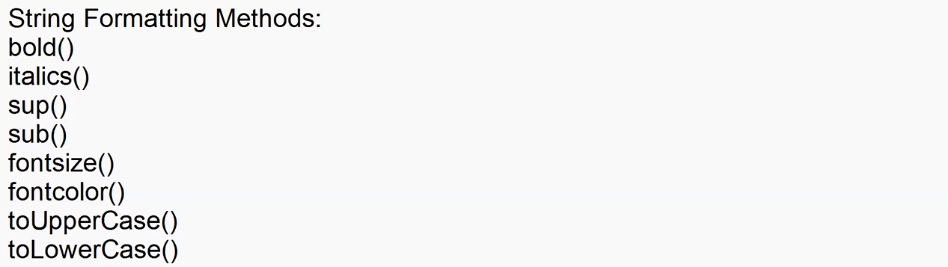 String Formatting Methods:
bold()
italics()
sup()
sub()
fontsize()
fontcolor()
toUpperCase()
toLowerCase()